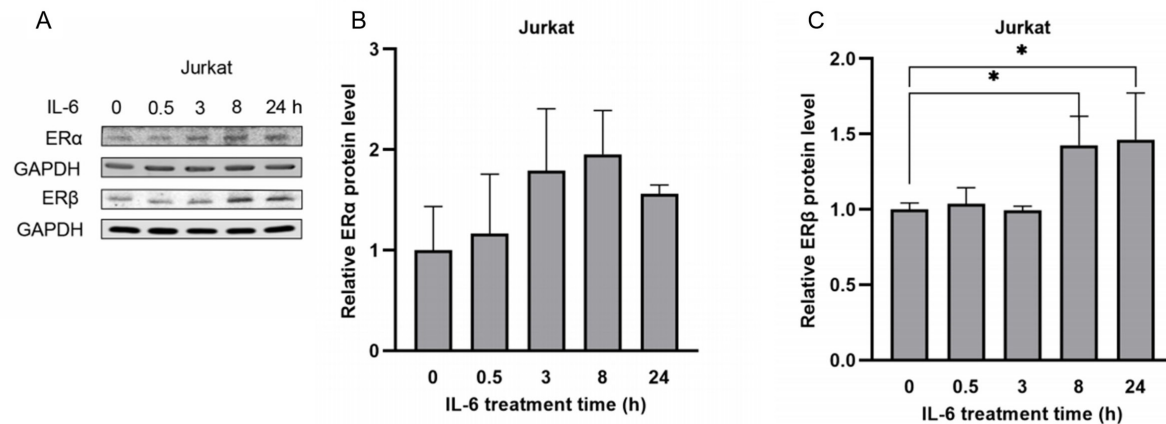 A
Jurkat
IL-6 0 0.5 3 8 24 h
ERα
GAPDH
ERβ
GAPDH
B
Jurkat
Relative ERα protein level
3
2
1
0
0 0.5 3 8 24
IL-6 treatment time (h)
C
Jurkat
*
*
Relative ERβ protein level
2.0
1.5
1.0
0.5
0.0
0 0.5 3 8 24
IL-6 treatment time (h)